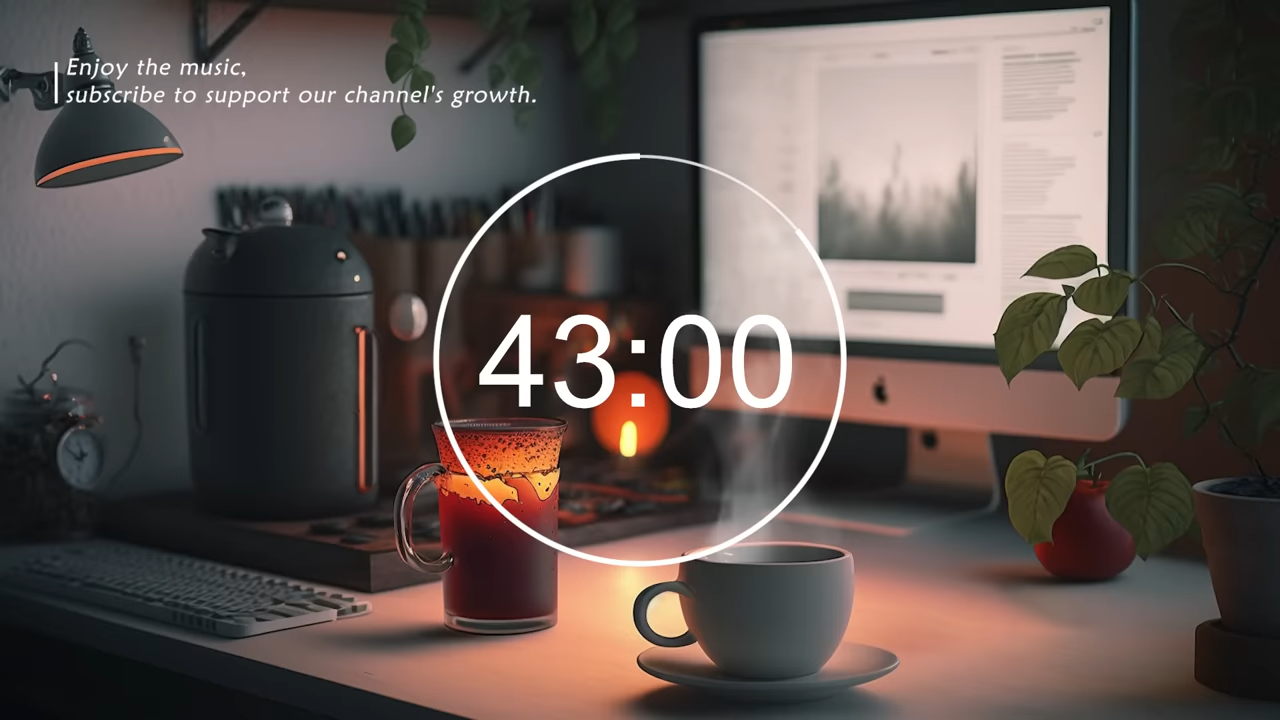 Enjoy the music,
subscribe to support our channel's growth.
43:00